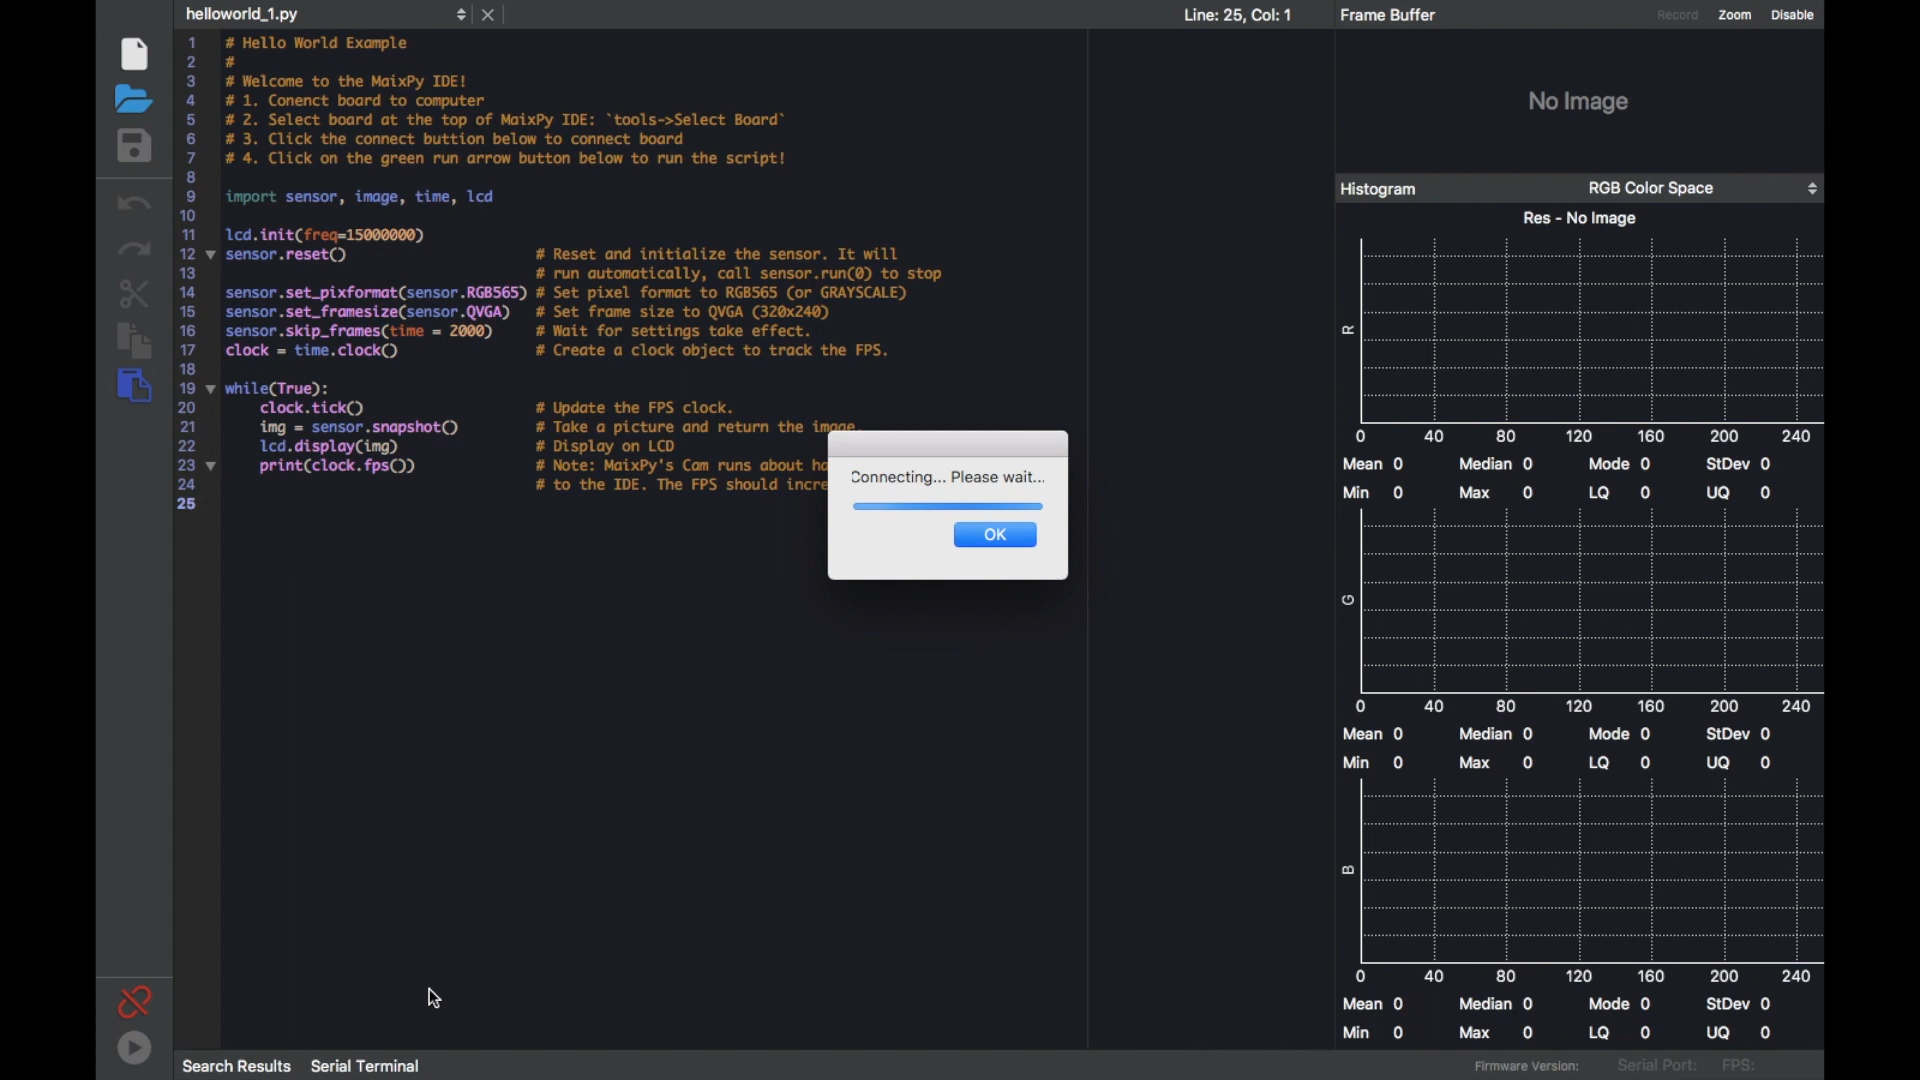 helloworld_1.py
Line: 25, Col: 1
Frame Buffer
Record
Zoom
Disable
1 # Hello World Example
2 #
3 # Welcome to the MaixPy IDE!
4 # 1. Conenct board to computer
5 # 2. Select board at the top of MaixPy IDE: `tools->Select Board`
6 # 3. Click the connect buttion below to connect board
7 # 4. Click on the green run arrow button below to run the script!
8
9 import sensor, image, time, lcd
10
11 lcd.init(freq=15000000)
12 sensor.reset() # Reset and initialize the sensor. It will
13 # run automatically, call sensor.run(0) to stop
14 sensor.set_pixformat(sensor.RGB565) # Set pixel format to RGB565 (or GRAYSCALE)
15 sensor.set_framesize(sensor.QVGA) # Set frame size to QVGA (320x240)
16 sensor.skip_frames(time = 2000) # Wait for settings take effect.
17 clock = time.clock() # Create a clock object to track the FPS.
18
19 while(True):
20 clock.tick() # Update the FPS clock.
21 img = sensor.snapshot() # Take a picture and return the image.
22 lcd.display(img) # Display on LCD
23 print(clock.fps()) # Note: MaixPy's Cam runs about ha
24 # to the IDE. The FPS should incre
25
Connecting... Please wait...
OK
No Image
Histogram
RGB Color Space
Res - No Image
R
0 40 80 120 160 200 240
Mean 0 Median 0 Mode 0 StDev 0
Min 0 Max 0 LQ 0 UQ 0
G
0 40 80 120 160 200 240
Mean 0 Median 0 Mode 0 StDev 0
Min 0 Max 0 LQ 0 UQ 0
B
0 40 80 120 160 200 240
Mean 0 Median 0 Mode 0 StDev 0
Min 0 Max 0 LQ 0 UQ 0
Search Results
Serial Terminal
Firmware Version:
Serial Port:
FPS: